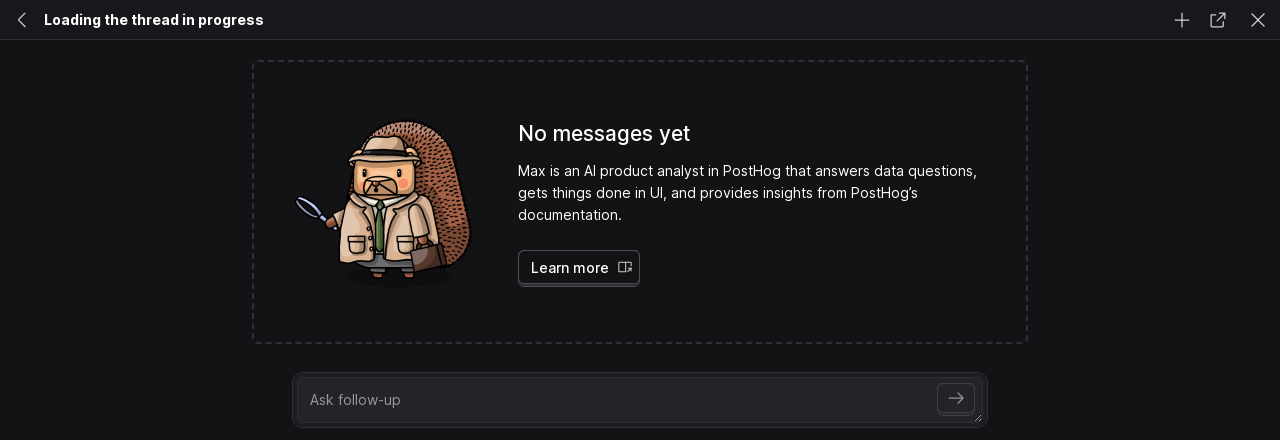 Loading the thread in progress
No messages yet
Max is an AI product analyst in PostHog that answers data questions,
gets things done in UI, and provides insights from PostHog’s
documentation.
Learn more
Ask follow-up